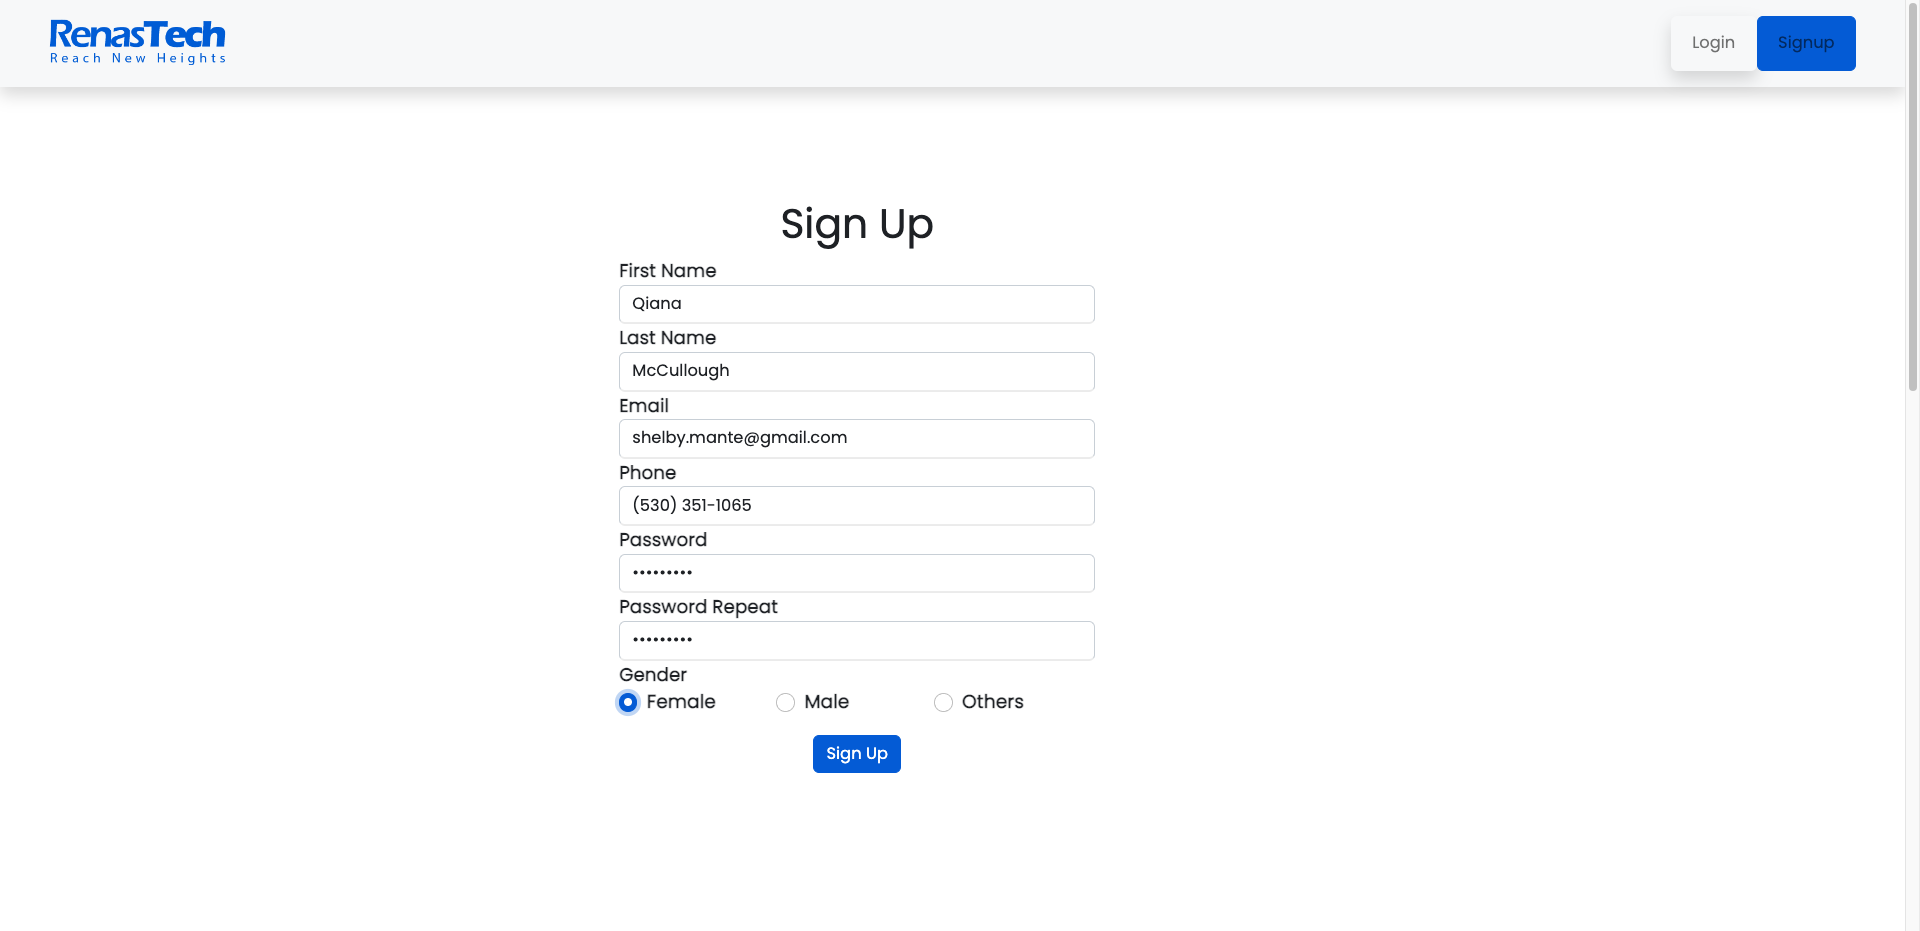 RenasTech
Reach New Heights
Login
Signup
Sign Up
First Name
Qiana
Last Name
McCullough
Email
shelby.mante@gmail.com
Phone
(530) 351-1065
Password
•••••••••
Password Repeat
•••••••••
Gender
Female Male Others
Sign Up